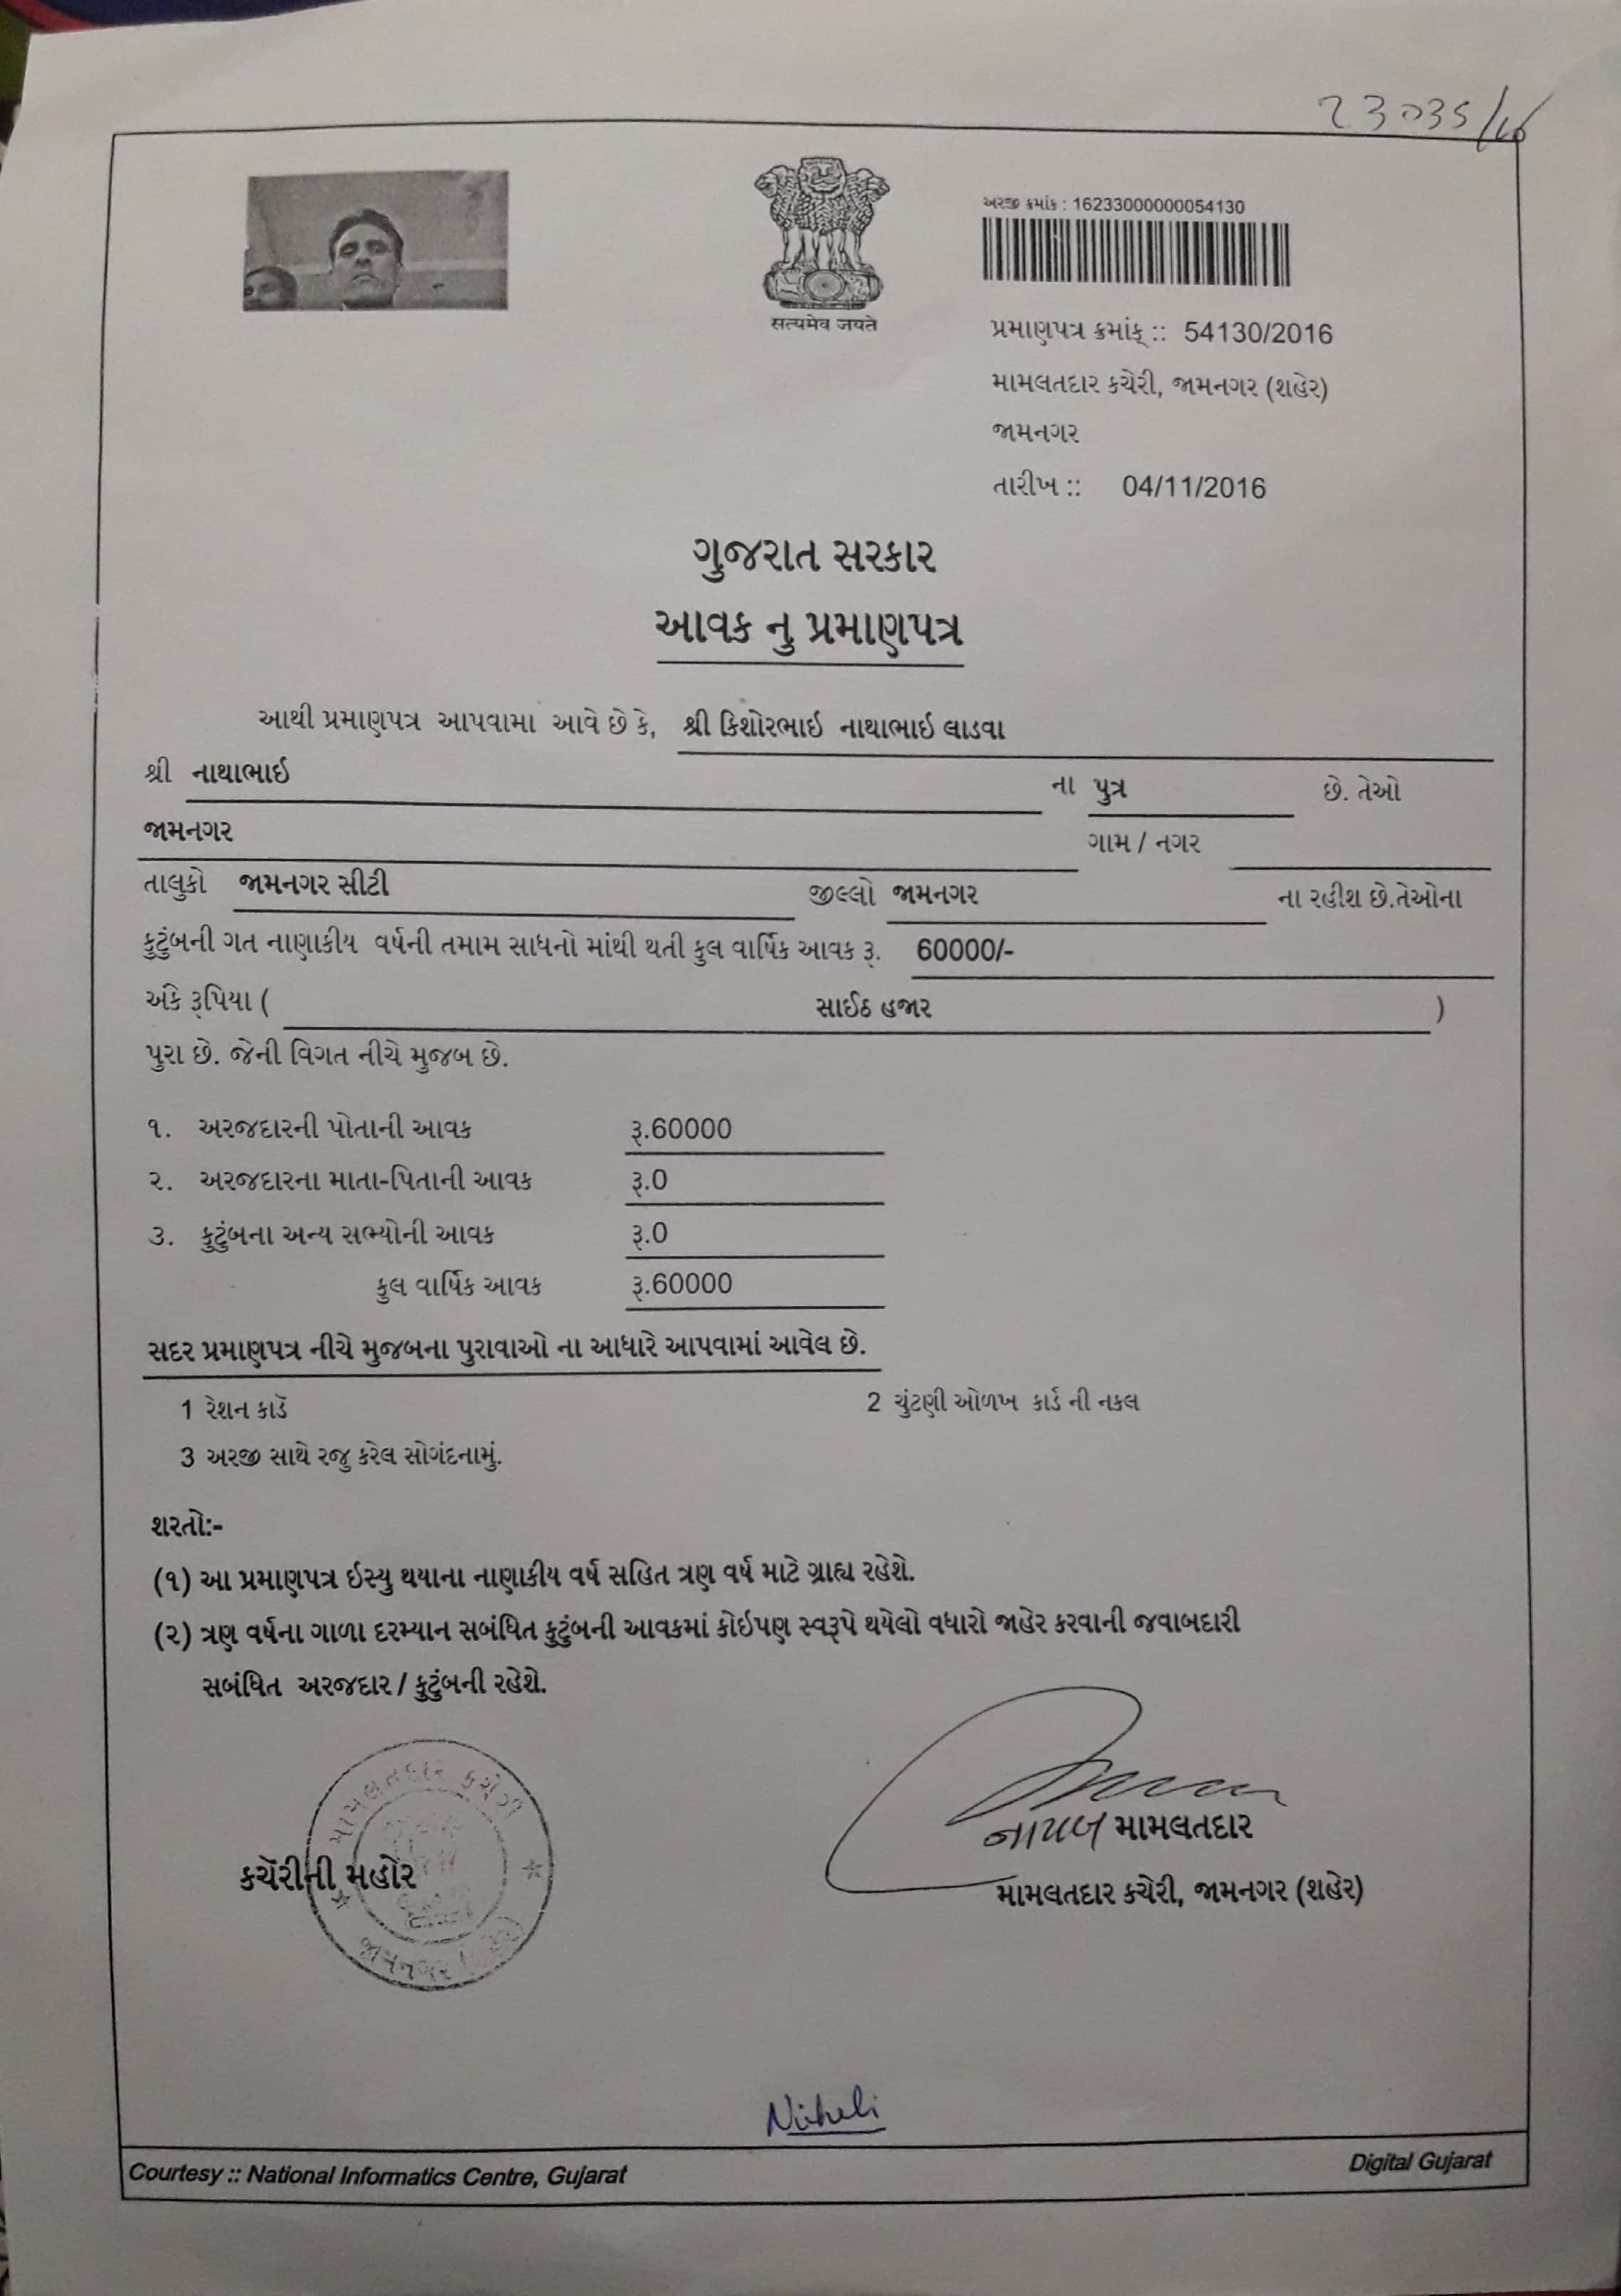 23035/16
અરજી ક્રમાંક : 16233000000054130
सत्यमेव जयते
પ્રમાણપત્ર ક્રમાંક્ :: 54130/2016
મામલતદાર કચેરી, જામનગર (શહેર)
જામનગર
તારીખ :: 04/11/2016
ગુજરાત સરકાર
આવક નુ પ્રમાણપત્ર
આથી પ્રમાણપત્ર આપવામા આવે છે કે, શ્રી કિશોરભાઇ નાથાભાઇ લાડવા
શ્રી નાથાભાઇ ના પુત્ર છે. તેઓ
જામનગર ગામ / નગર
તાલુકો જામનગર સીટી જીલ્લો જામનગર ના રહીશ છે.તેઓના
કુટુંબની ગત નાણાકીય વર્ષની તમામ સાધનો માંથી થતી કુલ વાર્ષિક આવક રૂ. 60000/-
અંકે રૂપિયા ( સાઈઠ હજાર )
પુરા છે. જેની વિગત નીચે મુજબ છે.
૧. અરજદારની પોતાની આવક રૂ.60000
૨. અરજદારના માતા-પિતાની આવક રૂ.0
૩. કુટુંબના અન્ય સભ્યોની આવક રૂ.0
કુલ વાર્ષિક આવક રૂ.60000
સદર પ્રમાણપત્ર નીચે મુજબના પુરાવાઓ ના આધારે આપવામાં આવેલ છે.
1 રેશન કાર્ડ 2 ચુંટણી ઓળખ કાર્ડ ની નકલ
3 અરજી સાથે રજુ કરેલ સોગંદનામું.
શરતો:-
(૧) આ પ્રમાણપત્ર ઈસ્યુ થયાના નાણાકીય વર્ષ સહિત ત્રણ વર્ષ માટે ગ્રાહ્ય રહેશે.
(૨) ત્રણ વર્ષના ગાળા દરમ્યાન સબંધિત કુટુંબની આવકમાં કોઇપણ સ્વરૂપે થયેલો વધારો જાહેર કરવાની જવાબદારી
સબંધિત અરજદાર / કુટુંબની રહેશે.
મામલતદાર કચેરી
કચેરીની મહોર
જામનગર
નાયબ મામલતદાર
મામલતદાર કચેરી, જામનગર (શહેર)
Courtesy :: National Informatics Centre, Gujarat
Digital Gujarat